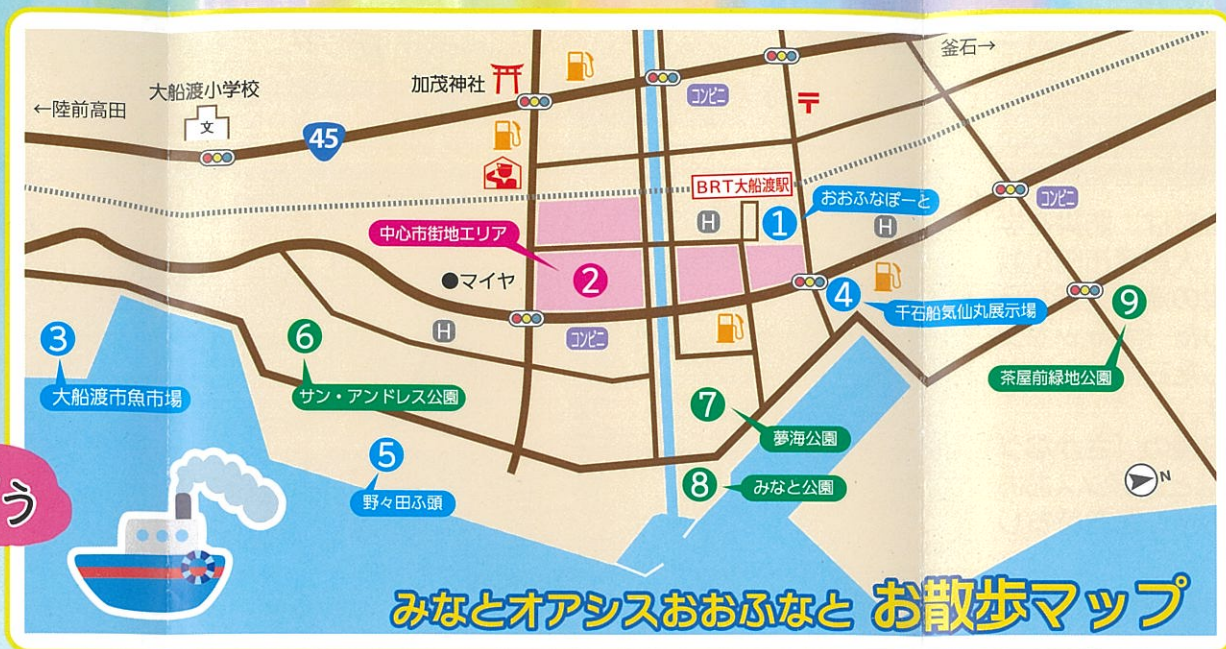 釜石→
加茂神社
大船渡小学校
←陸前高田
文
45
コンビニ
〒
BRT大船渡駅
おおふなぽーと
1
H
H
コンビニ
中心市街地エリア
2
マイヤ
4
千石船気仙丸展示場
9
茶屋前緑地公園
3
大船渡市魚市場
6
サン・アンドレス公園
H
コンビニ
7
夢海公園
5
野々田ふ頭
8
みなと公園
N
う
みなとオアシスおおふなと お散歩マップ